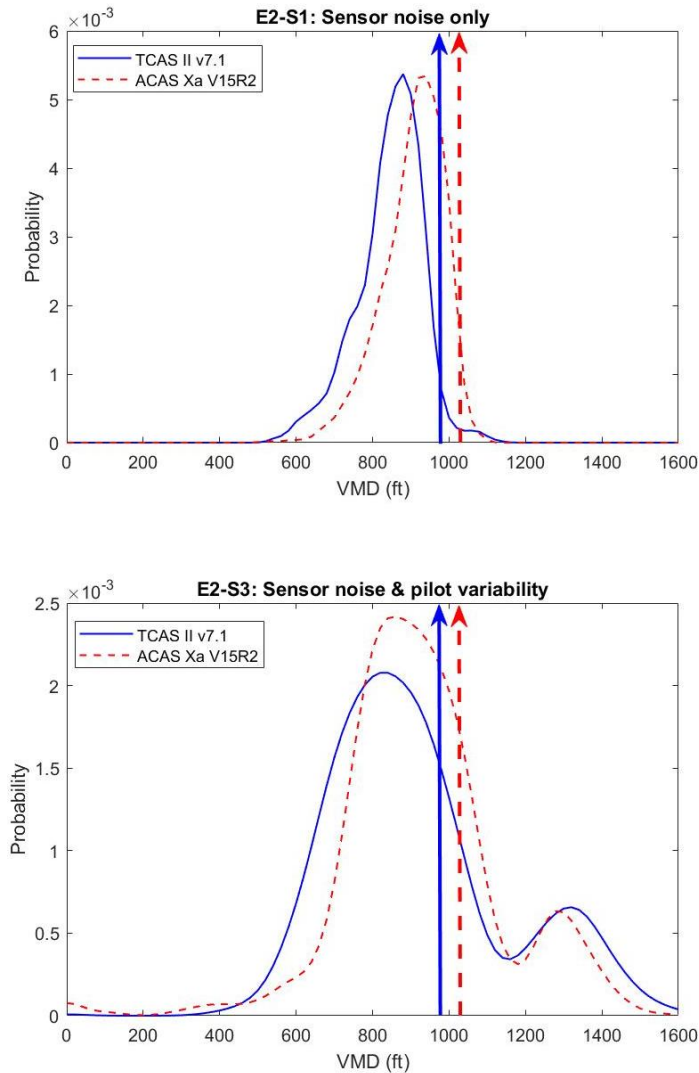 E2-S1: Sensor noise only
×10⁻³
TCAS II v7.1
ACAS Xa V15R2
6
5
4
3
2
1
0
Probability
0 200 400 600 800 1000 1200 1400 1600
VMD (ft)
E2-S3: Sensor noise & pilot variability
×10⁻³
TCAS II v7.1
ACAS Xa V15R2
2.5
2
1.5
1
0.5
0
Probability
0 200 400 600 800 1000 1200 1400 1600
VMD (ft)